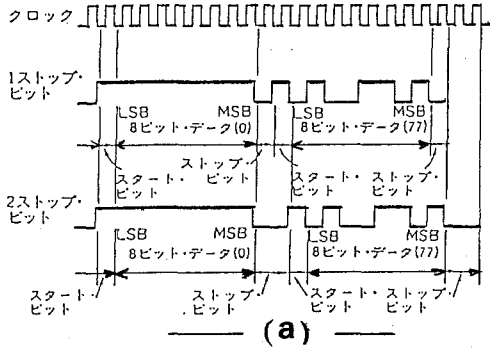 クロック
1ストップ・
ビット
LSB MSB LSB MSB
8ビット・データ(0) 8ビット・データ(77)
ストップ・
スタート・ ビット スタート・ ストップ・
ビット ビット ビット
2ストップ・
ビット
LSB MSB LSB MSB
8ビット・データ(0) 8ビット・データ(77)
スタート・ ストップ・ スタート・ ストップ・
ビット ビット ビット ビット
(a)